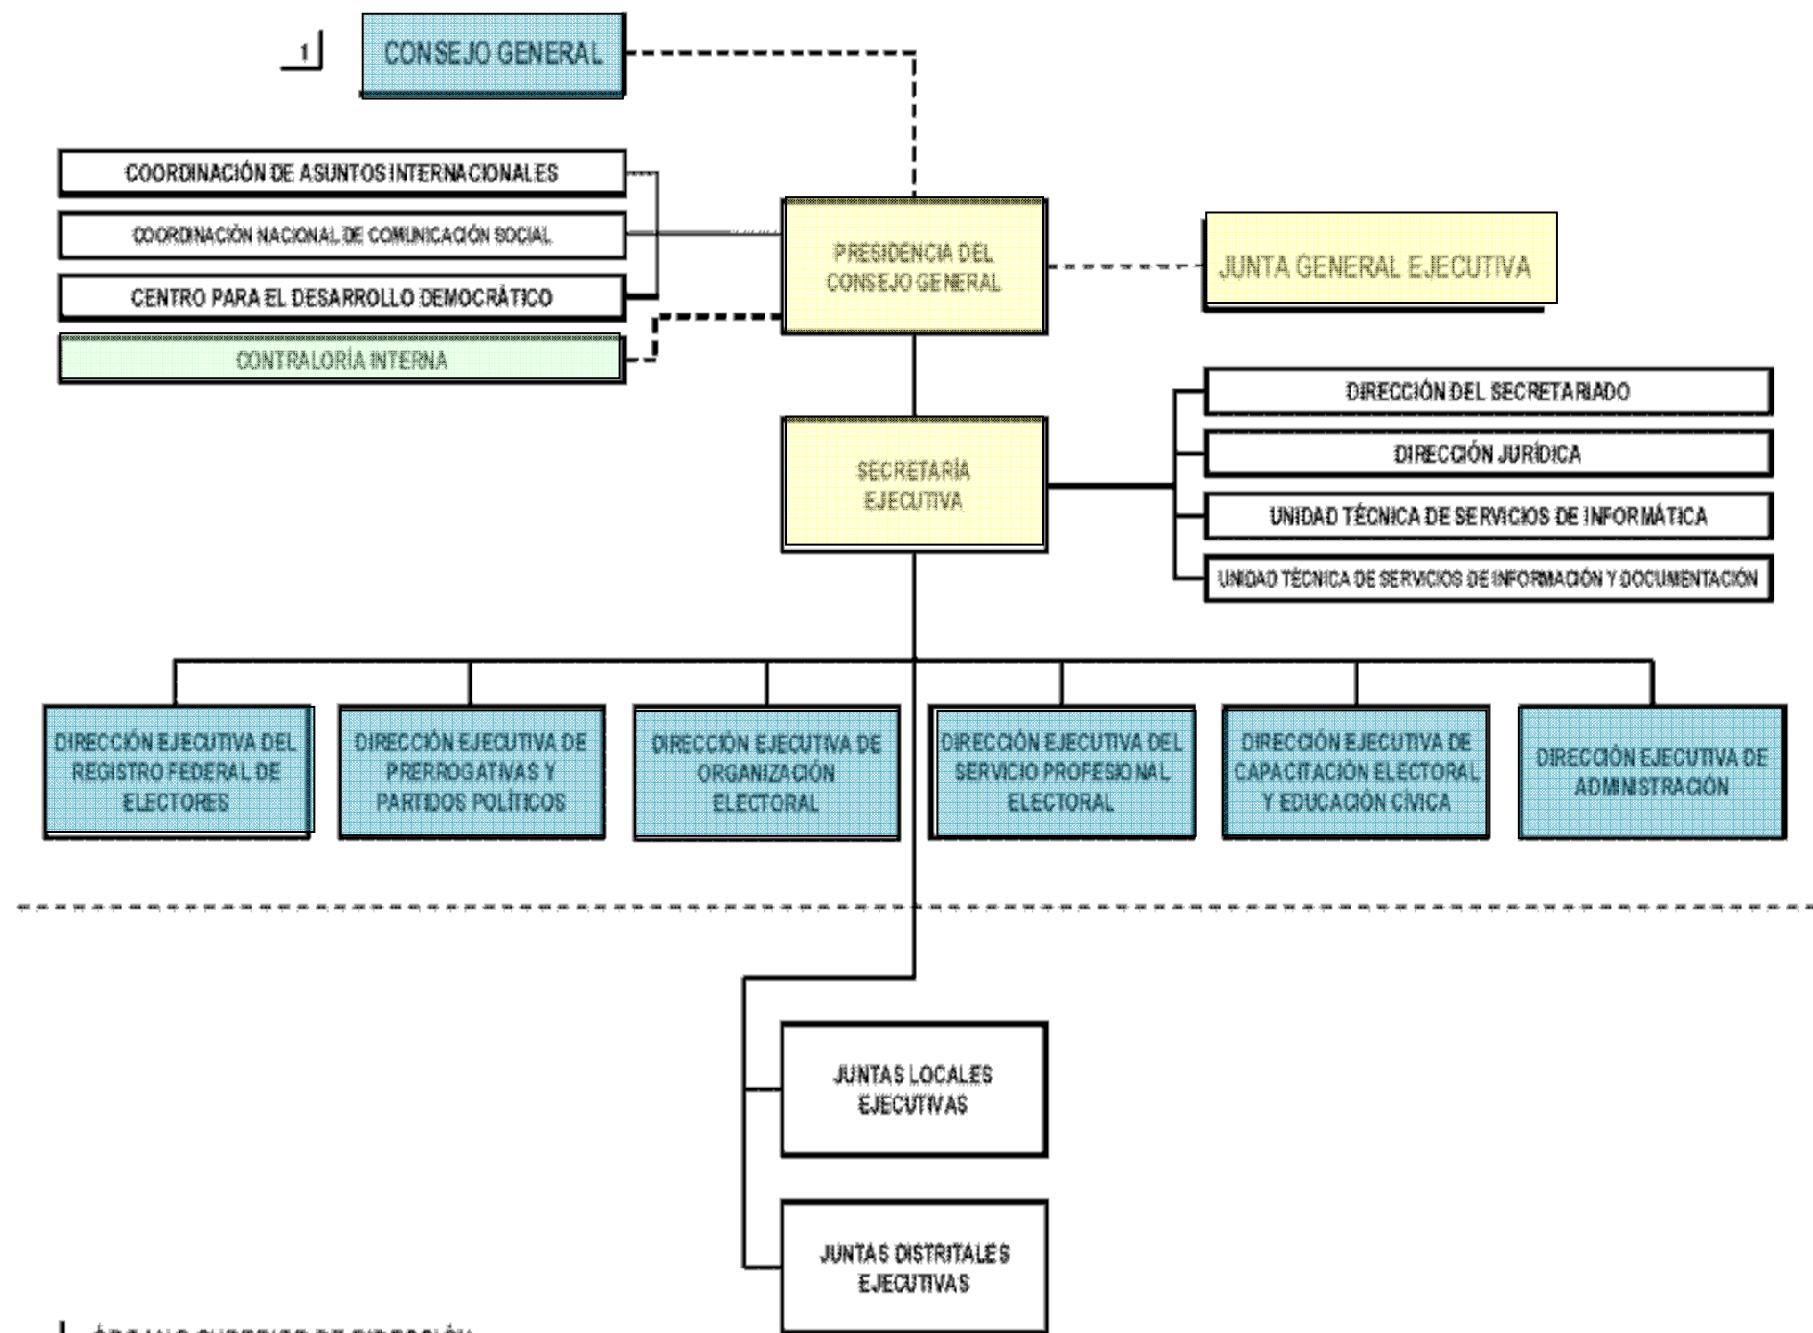 1
CONSEJO GENERAL
COORDINACIÓN DE ASUNTOS INTERNACIONALES
COORDINACIÓN NACIONAL DE COMUNICACIÓN SOCIAL
CENTRO PARA EL DESARROLLO DEMOCRÁTICO
CONTRALORÍA INTERNA
PRESIDENCIA DEL
CONSEJO GENERAL
JUNTA GENERAL EJECUTIVA
SECRETARÍA
EJECUTIVA
DIRECCIÓN DEL SECRETARIADO
DIRECCIÓN JURÍDICA
UNIDAD TÉCNICA DE SERVICIOS DE INFORMÁTICA
UNIDAD TÉCNICA DE SERVICIOS DE INFORMACIÓN Y DOCUMENTACIÓN
DIRECCIÓN EJECUTIVA DEL
REGISTRO FEDERAL DE
ELECTORES
DIRECCIÓN EJECUTIVA DE
PRERROGATIVAS Y
PARTIDOS POLÍTICOS
DIRECCIÓN EJECUTIVA DE
ORGANIZACIÓN
ELECTORAL
DIRECCIÓN EJECUTIVA DEL
SERVICIO PROFESIONAL
ELECTORAL
DIRECCIÓN EJECUTIVA DE
CAPACITACIÓN ELECTORAL
Y EDUCACIÓN CÍVICA
DIRECCIÓN EJECUTIVA DE
ADMINISTRACIÓN
JUNTAS LOCALES
EJECUTIVAS
JUNTAS DISTRITALES
EJECUTIVAS
ÓRGANO SUPERIOR DE DIRECCIÓN